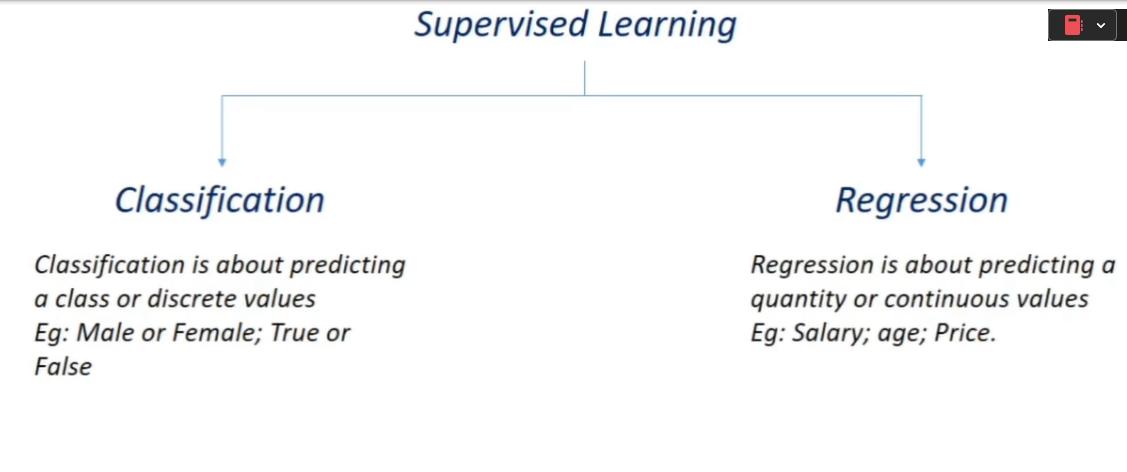 Supervised Learning
Classification
Classification is about predicting
a class or discrete values
Eg: Male or Female; True or
False
Regression
Regression is about predicting a
quantity or continuous values
Eg: Salary; age; Price.